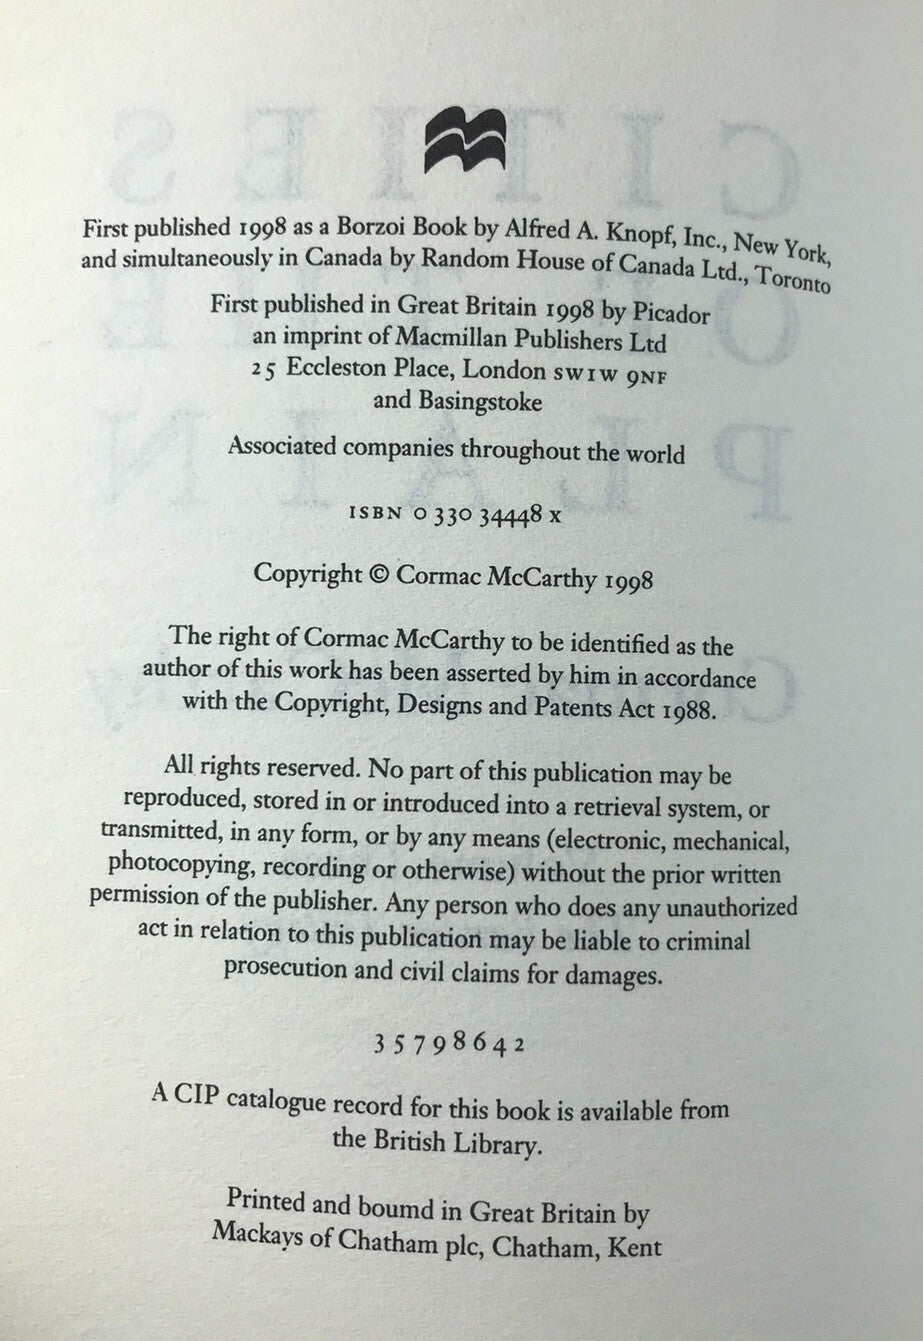 First published 1998 as a Borzoi Book by Alfred A. Knopf, Inc., New York,
and simultaneously in Canada by Random House of Canada Ltd., Toronto
First published in Great Britain 1998 by Picador
an imprint of Macmillan Publishers Ltd
25 Eccleston Place, London SW1W 9NF
and Basingstoke
Associated companies throughout the world
ISBN 0 330 34448 X
Copyright © Cormac McCarthy 1998
The right of Cormac McCarthy to be identified as the
author of this work has been asserted by him in accordance
with the Copyright, Designs and Patents Act 1988.
All rights reserved. No part of this publication may be
reproduced, stored in or introduced into a retrieval system, or
transmitted, in any form, or by any means (electronic, mechanical,
photocopying, recording or otherwise) without the prior written
permission of the publisher. Any person who does any unauthorized
act in relation to this publication may be liable to criminal
prosecution and civil claims for damages.
3 5 7 9 8 6 4 2
A CIP catalogue record for this book is available from
the British Library.
Printed and boumd in Great Britain by
Mackays of Chatham plc, Chatham, Kent